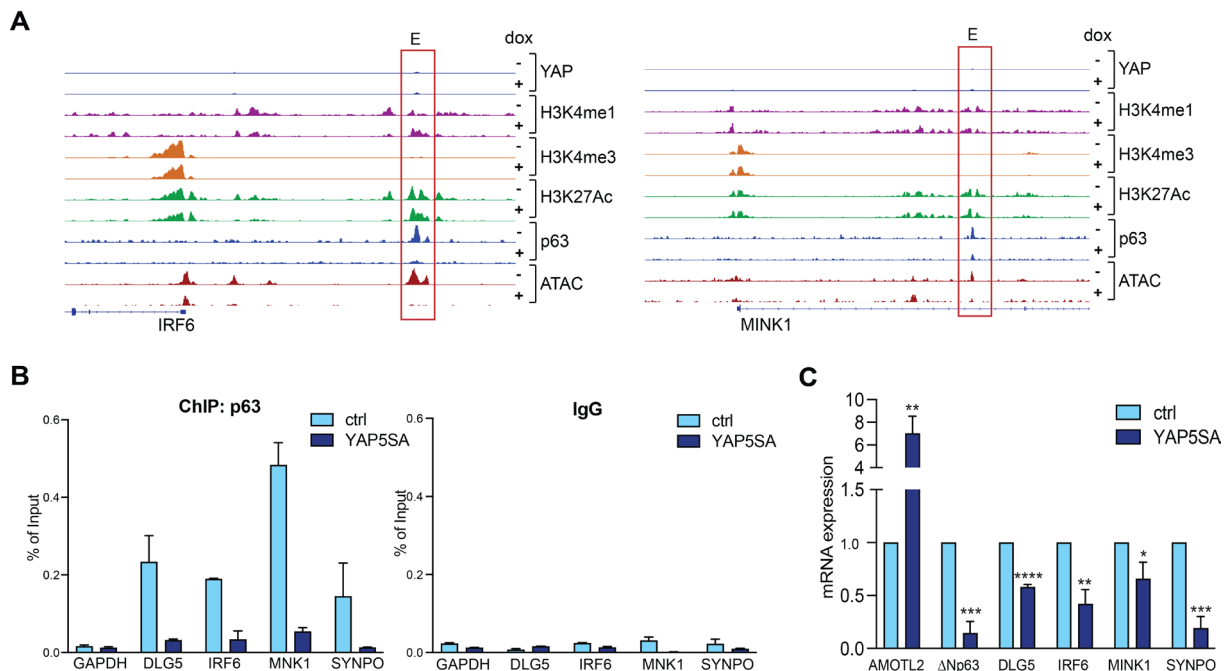 A
E dox
- YAP
+
- H3K4me1
+
- H3K4me3
+
- H3K27Ac
+
- p63
+
- ATAC
+
IRF6
E dox
- YAP
+
- H3K4me1
+
- H3K4me3
+
- H3K27Ac
+
- p63
+
- ATAC
+
MINK1
B
ChIP: p63
ctrl
YAP5SA
% of Input
0.6
0.4
0.2
0.0
GAPDH DLG5 IRF6 MNK1 SYNPO
IgG
ctrl
YAP5SA
% of Input
0.6
0.4
0.2
0.0
GAPDH DLG5 IRF6 MNK1 SYNPO
C
ctrl
YAP5SA
mRNA expression
10
8
6
4
1.5
1.0
0.5
0.0
** *** **** ** * ***
AMOTL2 ΔNp63 DLG5 IRF6 MINK1 SYNPO